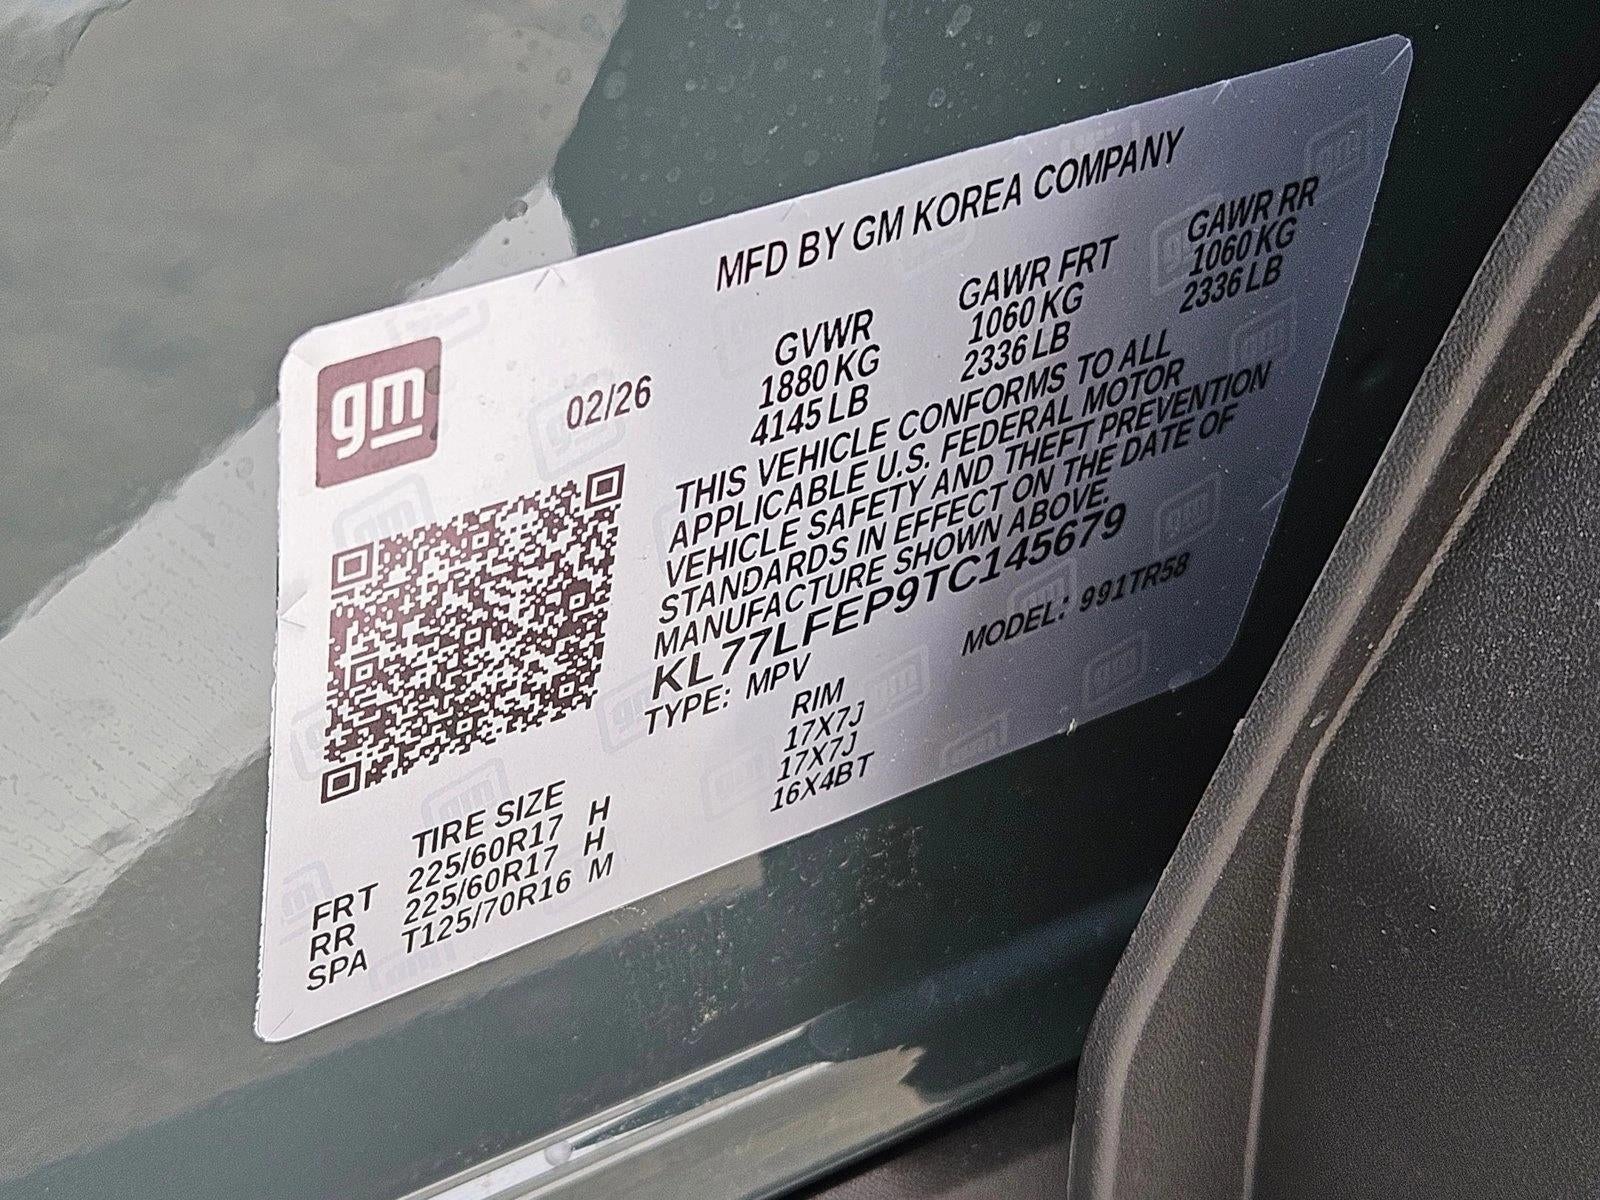 gm
02/26
MFD BY GM KOREA COMPANY
GVWR GAWR FRT GAWR RR
1880 KG 1060 KG 1060 KG
4145 LB 2336 LB 2336 LB
THIS VEHICLE CONFORMS TO ALL
APPLICABLE U.S. FEDERAL MOTOR
VEHICLE SAFETY AND THEFT PREVENTION
STANDARDS IN EFFECT ON THE DATE OF
MANUFACTURE SHOWN ABOVE.
KL77LFEP9TC145679
TYPE: MPV MODEL: 991TR58
TIRE SIZE RIM
FRT 225/60R17 H 17X7J
RR 225/60R17 H 17X7J
SPA T125/70R16 M 16X4BT